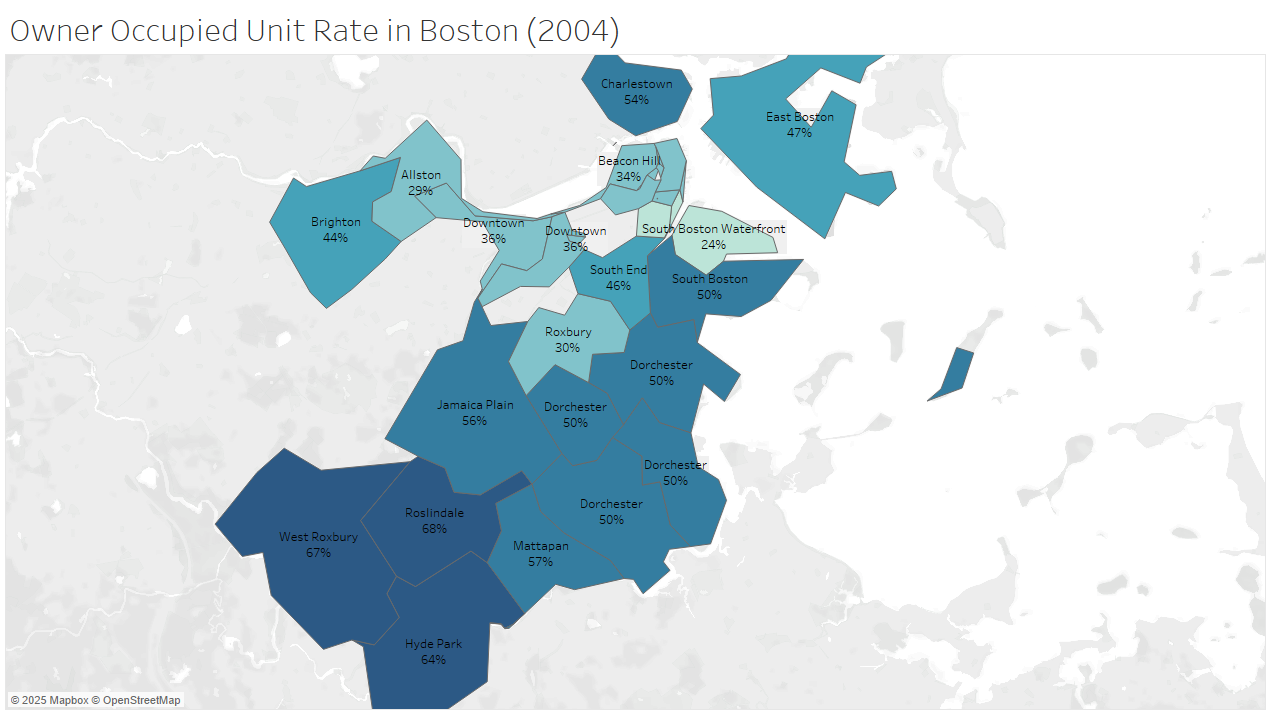 Owner Occupied Unit Rate in Boston (2004)
Charlestown
54%
East Boston
47%
Beacon Hill
34%
Allston
29%
Brighton
44%
Downtown
36%
Downtown
36%
South Boston Waterfront
24%
South End
46%
South Boston
50%
Roxbury
30%
Dorchester
50%
Jamaica Plain
56%
Dorchester
50%
Dorchester
50%
Roslindale
68%
Dorchester
50%
West Roxbury
67%
Mattapan
57%
Hyde Park
64%
© 2025 Mapbox © OpenStreetMap